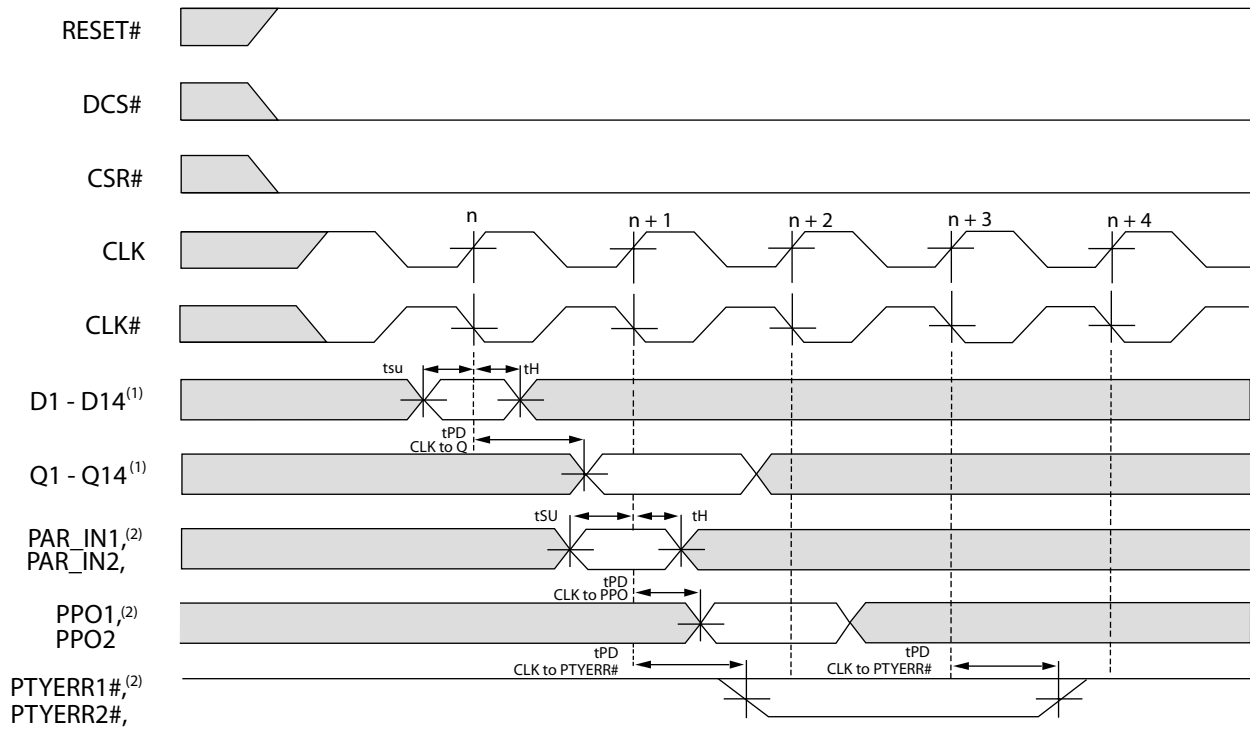 RESET#
DCS#
CSR#
n
n + 1
n + 2
n + 3
n + 4
CLK
CLK#
tsu
tH
D1 - D14(1)
tPD
CLK to Q
Q1 - Q14(1)
tSU
tH
PAR_IN1,(2)
PAR_IN2,
tPD
CLK to PPO
PPO1,(2)
PPO2
tPD
CLK to PTYERR#
tPD
CLK to PTYERR#
PTYERR1#,(2)
PTYERR2#,